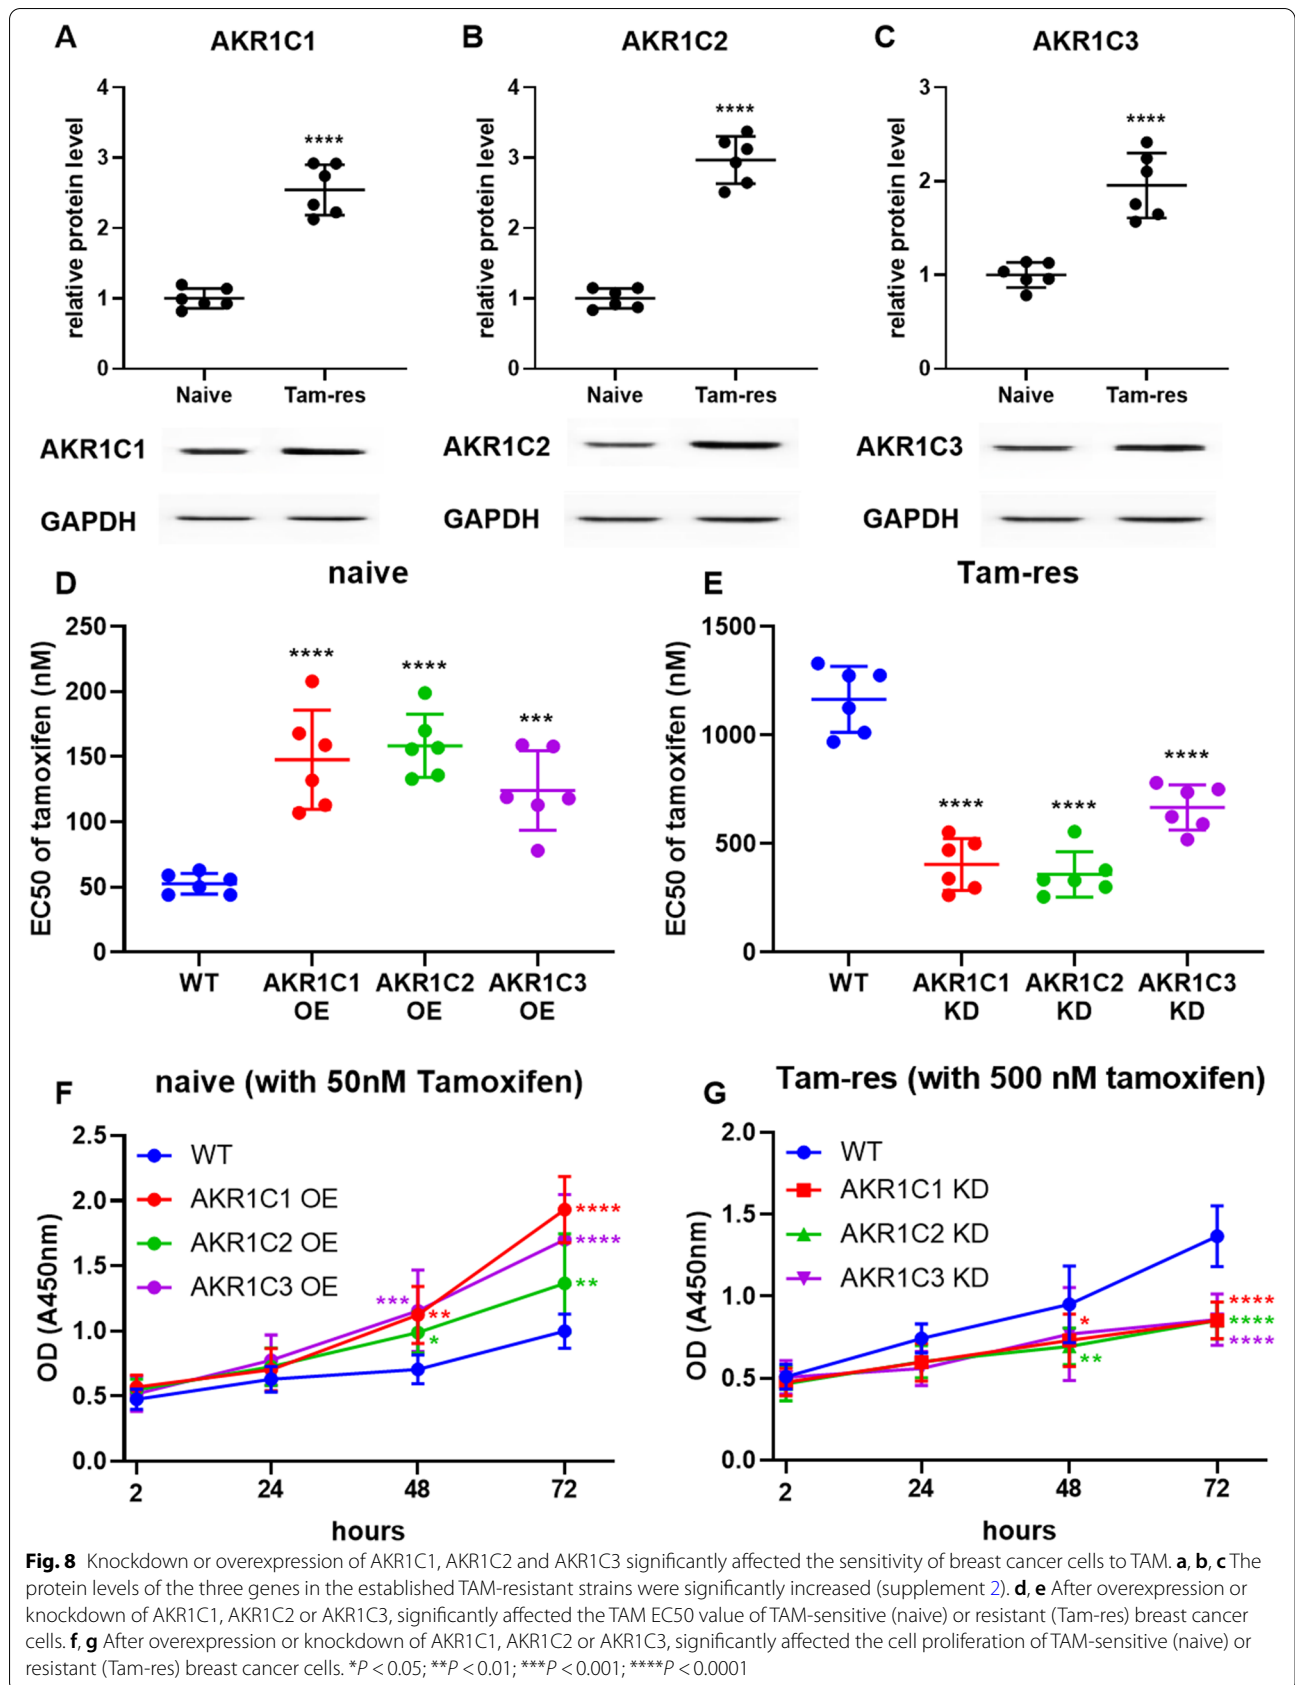 A AKR1C1
B AKR1C2
C AKR1C3
relative protein level
4
3
2
1
0
****
Naive Tam-res
relative protein level
4
3
2
1
0
****
Naive Tam-res
relative protein level
3
2
1
0
****
Naive Tam-res
AKR1C1
GAPDH
AKR1C2
GAPDH
AKR1C3
GAPDH
D naive
EC50 of tamoxifen (nM)
250
200
150
100
50
0
**** **** ***
WT AKR1C1 AKR1C2 AKR1C3
OE OE OE
E Tam-res
EC50 of tamoxifen (nM)
1500
1000
500
0
**** **** ****
WT AKR1C1 AKR1C2 AKR1C3
KD KD KD
F naive (with 50nM Tamoxifen)
OD (A450nm)
2.5
2.0
1.5
1.0
0.5
0.0
WT
AKR1C1 OE
AKR1C2 OE
AKR1C3 OE
***
**
*
****
****
**
2 24 48 72
hours
G Tam-res (with 500 nM tamoxifen)
OD (A450nm)
2.0
1.5
1.0
0.5
0.0
WT
AKR1C1 KD
AKR1C2 KD
AKR1C3 KD
*
**
****
****
****
2 24 48 72
hours
Fig. 8 Knockdown or overexpression of AKR1C1, AKR1C2 and AKR1C3 significantly affected the sensitivity of breast cancer cells to TAM. a, b, c The
protein levels of the three genes in the established TAM-resistant strains were significantly increased (supplement 2). d, e After overexpression or
knockdown of AKR1C1, AKR1C2 or AKR1C3, significantly affected the TAM EC50 value of TAM-sensitive (naive) or resistant (Tam-res) breast cancer
cells. f, g After overexpression or knockdown of AKR1C1, AKR1C2 or AKR1C3, significantly affected the cell proliferation of TAM-sensitive (naive) or
resistant (Tam-res) breast cancer cells. *P < 0.05; **P < 0.01; ***P < 0.001; ****P < 0.0001